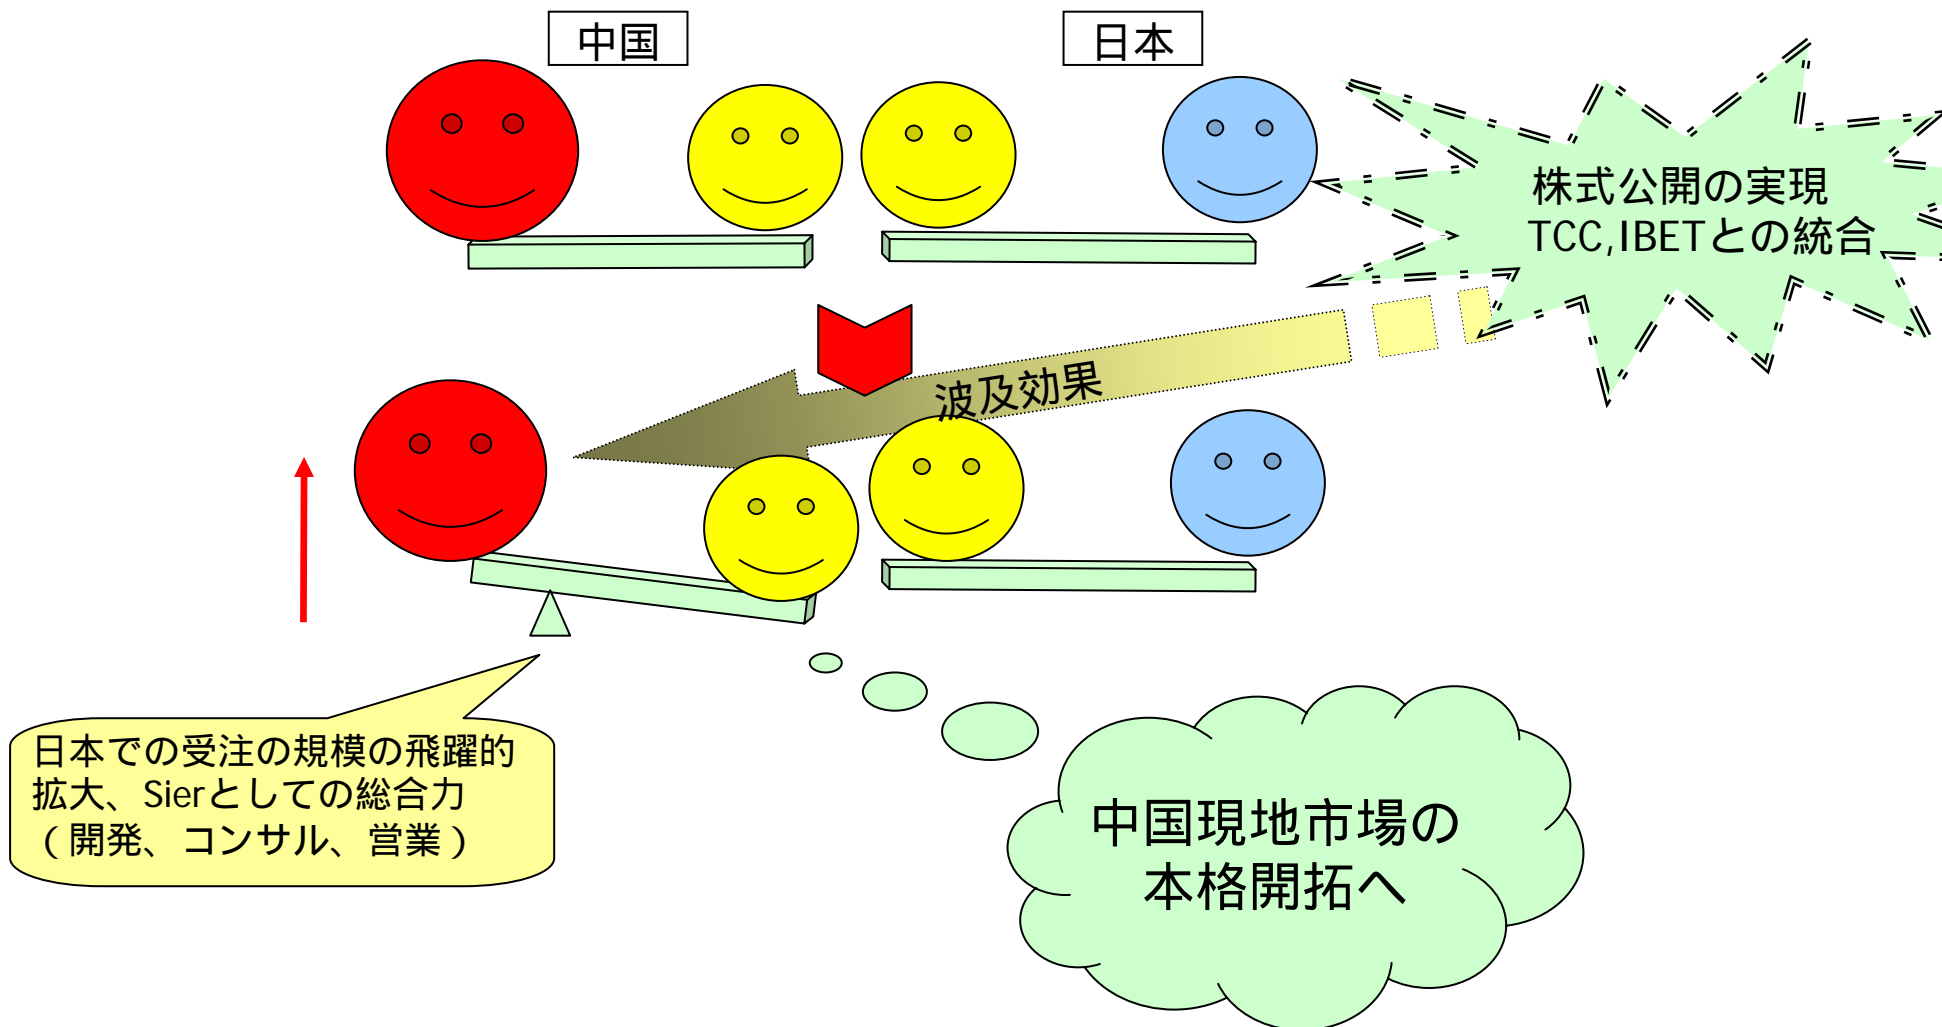 中国
日本
株式公開の実現
TCC,IBETとの統合
波及効果
日本での受注の規模の飛躍的
拡大、Sierとしての総合力
（開発、コンサル、営業）
中国現地市場の
本格開拓へ